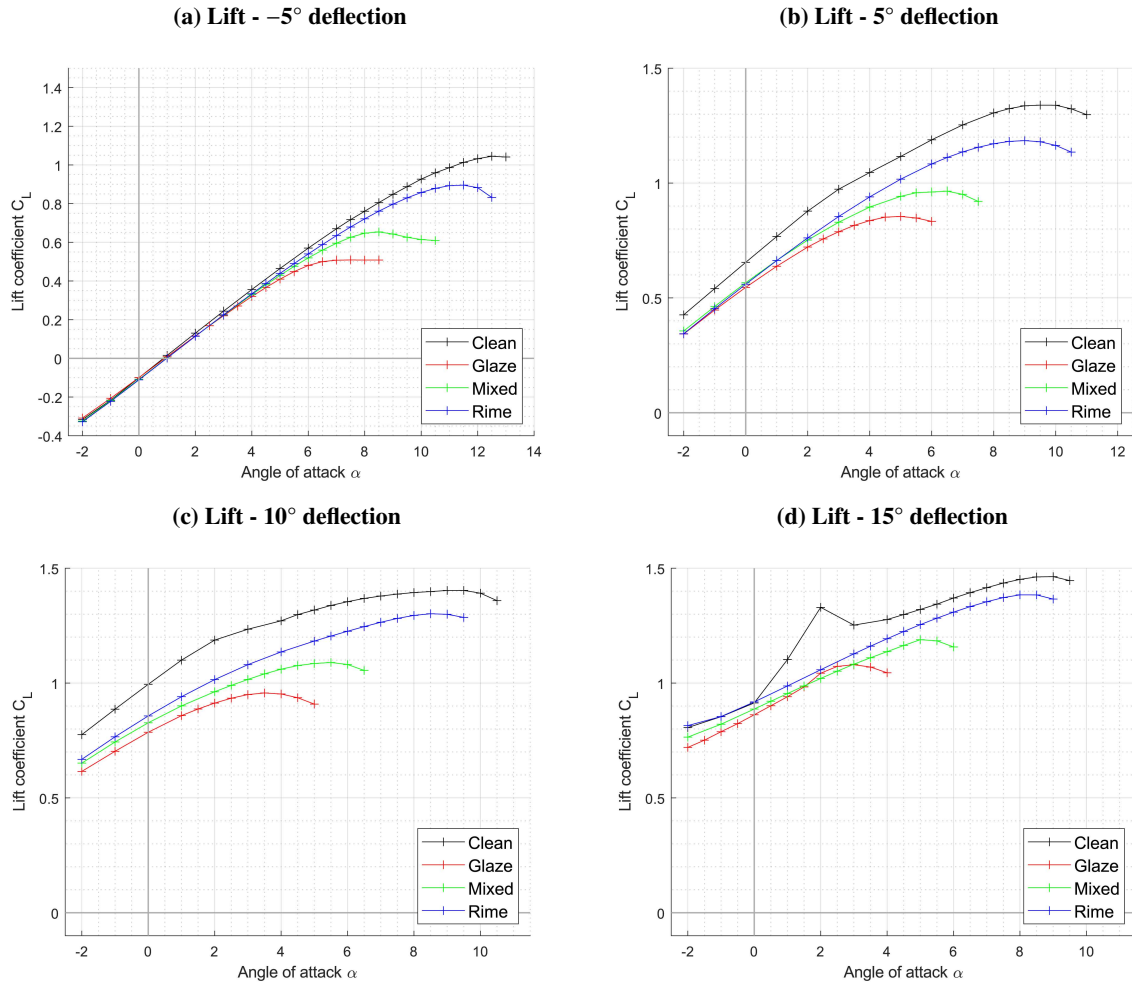 (a) Lift - −5° deflection
Lift coefficient C_L
1.4
1.2
1.0
0.8
0.6
0.4
0.2
0
-0.2
-0.4
-2 0 2 4 6 8 10 12 14
Angle of attack α
Clean
Glaze
Mixed
Rime
(b) Lift - 5° deflection
Lift coefficient C_L
1.5
1
0.5
0
-2 0 2 4 6 8 10
Angle of attack α
Clean
Glaze
Mixed
Rime
(c) Lift - 10° deflection
Lift coefficient C_L
1.5
1
0.5
0
-2 0 2 4 6 8 10
Angle of attack α
Clean
Glaze
Mixed
Rime
(d) Lift - 15° deflection
Lift coefficient C_L
1.5
1
0.5
0
-2 0 2 4 6 8 10
Angle of attack α
Clean
Glaze
Mixed
Rime